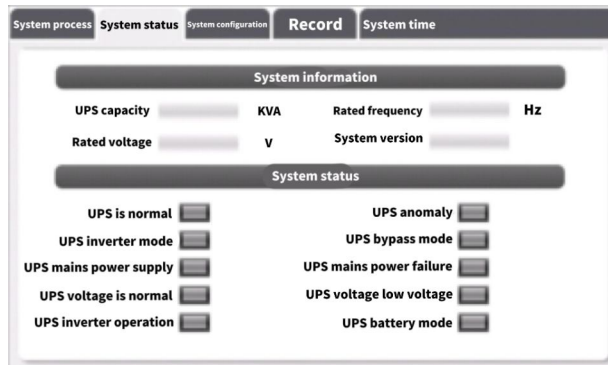 System process System status System configuration Record System time
System information
UPS capacity KVA Rated frequency Hz
Rated voltage V System version
System status
UPS is normal UPS anomaly
UPS inverter mode UPS bypass mode
UPS mains power supply UPS mains power failure
UPS voltage is normal UPS voltage low voltage
UPS inverter operation UPS battery mode